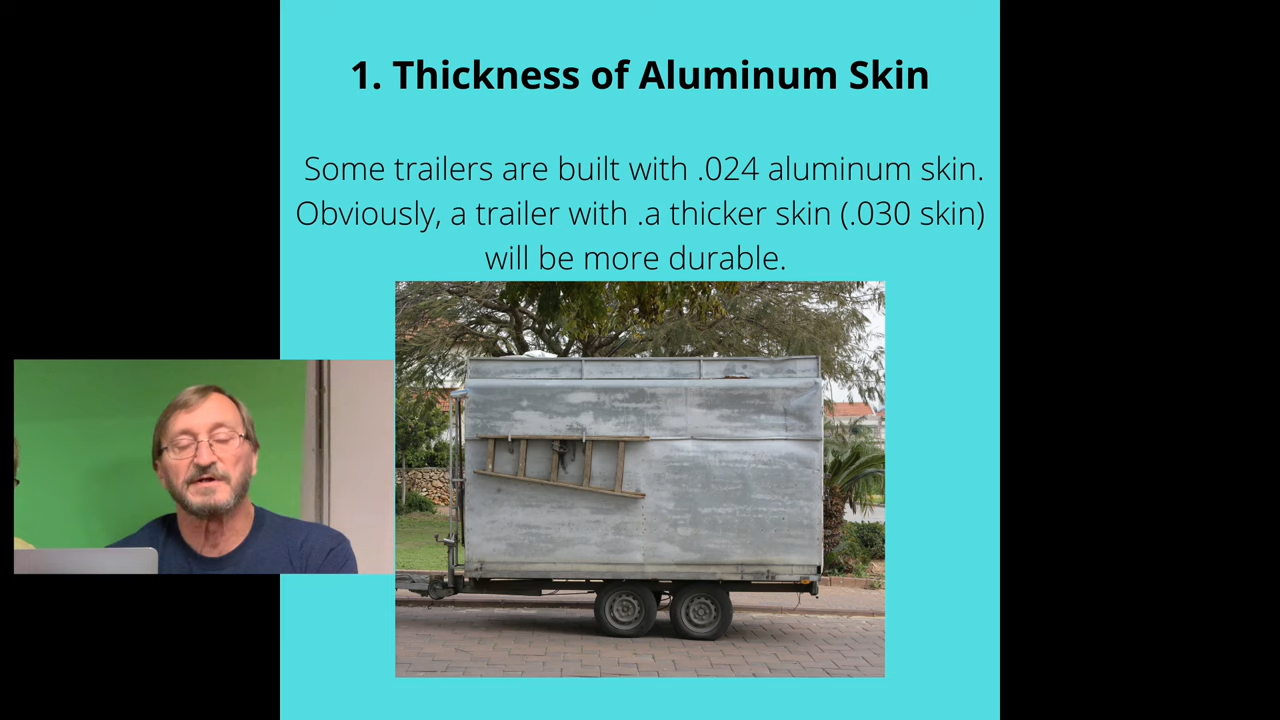 1. Thickness of Aluminum Skin
Some trailers are built with .024 aluminum skin.
Obviously, a trailer with .a thicker skin (.030 skin)
will be more durable.